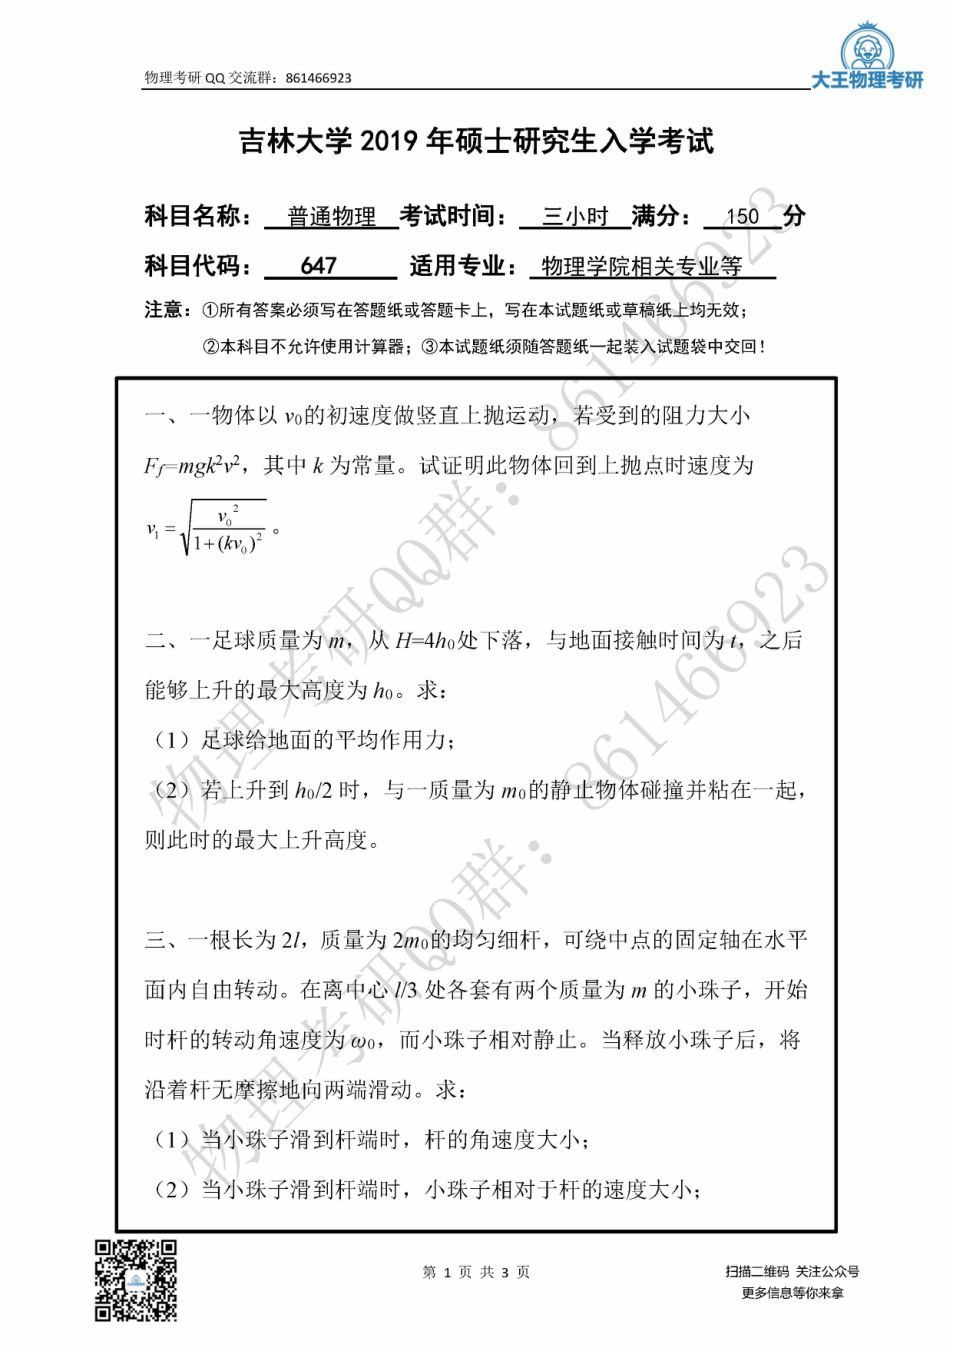 物理考研 QQ 交流群：861466923
大王物理考研
吉林大学 2019 年硕士研究生入学考试
科目名称： 普通物理 考试时间： 三小时 满分： 150 分
科目代码： 647 适用专业： 物理学院相关专业等
注意：①所有答案必须写在答题纸或答题卡上，写在本试题纸或草稿纸上均无效；
②本科目不允许使用计算器；③本试题纸须随答题纸一起装入试题袋中交回！
一、一物体以 v₀的初速度做竖直上抛运动，若受到的阻力大小
F_f=mgk²v²，其中 k 为常量。试证明此物体回到上抛点时速度为
v₁ = √(v₀²/(1+(kv₀)²)) 。
二、一足球质量为 m，从 H=4h₀处下落，与地面接触时间为 t，之后
能够上升的最大高度为 h₀。求：
（1）足球给地面的平均作用力；
（2）若上升到 h₀/2 时，与一质量为 m₀的静止物体碰撞并粘在一起，
则此时的最大上升高度。
三、一根长为 2l，质量为 2m₀的均匀细杆，可绕中点的固定轴在水平
面内自由转动。在离中心 l/3 处各套有两个质量为 m 的小珠子，开始
时杆的转动角速度为 ω₀，而小珠子相对静止。当释放小珠子后，将
沿着杆无摩擦地向两端滑动。求：
（1）当小珠子滑到杆端时，杆的角速度大小；
（2）当小珠子滑到杆端时，小珠子相对于杆的速度大小；
物理考研QQ群：861466923
物理考研QQ群：861466923
第 1 页 共 3 页
扫描二维码 关注公众号
更多信息等你来拿